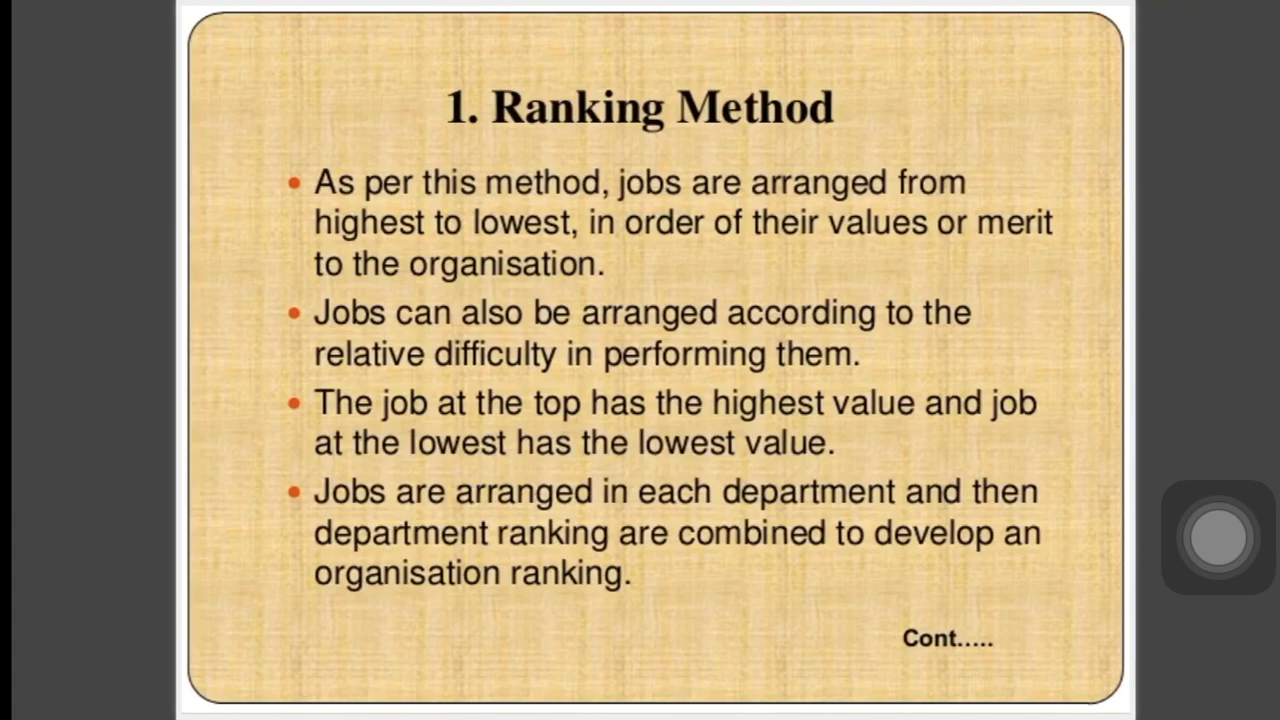 1. Ranking Method
• As per this method, jobs are arranged from
highest to lowest, in order of their values or merit
to the organisation.
• Jobs can also be arranged according to the
relative difficulty in performing them.
• The job at the top has the highest value and job
at the lowest has the lowest value.
• Jobs are arranged in each department and then
department ranking are combined to develop an
organisation ranking.
Cont.....